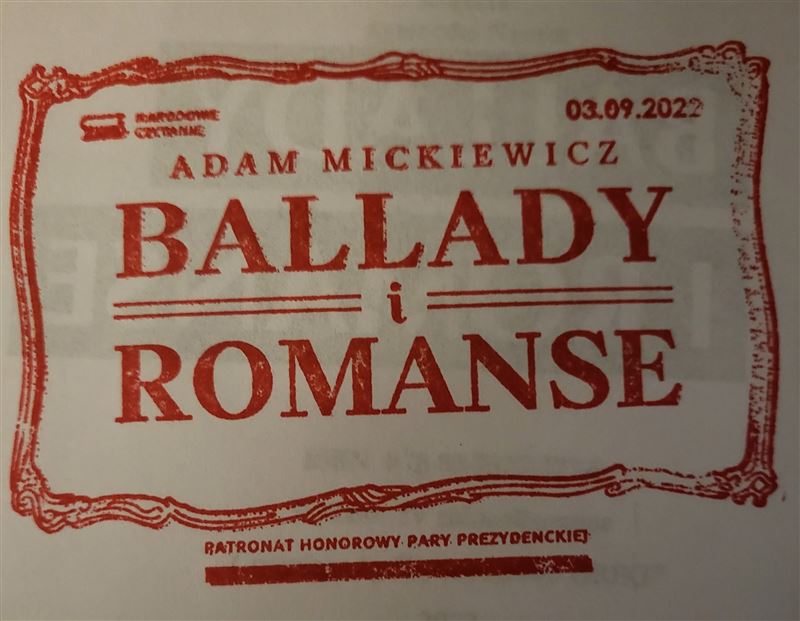 NARODOWE
CZYTANIE
03.09.2022
ADAM MICKIEWICZ
BALLADY
i
ROMANSE
PATRONAT HONOROWY PARY PREZYDENCKIEJ